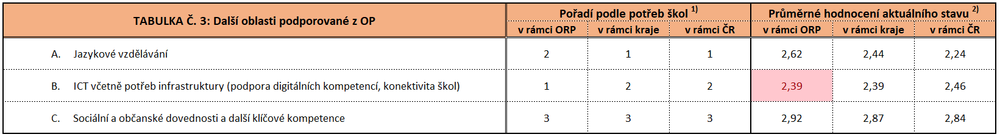 TABULKA Č. 3: Další oblasti podporované z OP
Pořadí podle potřeb škol 1)
Průměrné hodnocení aktuálního stavu 2)
v rámci ORP v rámci kraje v rámci ČR v rámci ORP v rámci kraje v rámci ČR
A. Jazykové vzdělávání 2 1 1 2,62 2,44 2,24
B. ICT včetně potřeb infrastruktury (podpora digitálních kompetencí, konektivita škol) 1 2 2 2,39 2,39 2,46
C. Sociální a občanské dovednosti a další klíčové kompetence 3 3 3 2,92 2,87 2,84